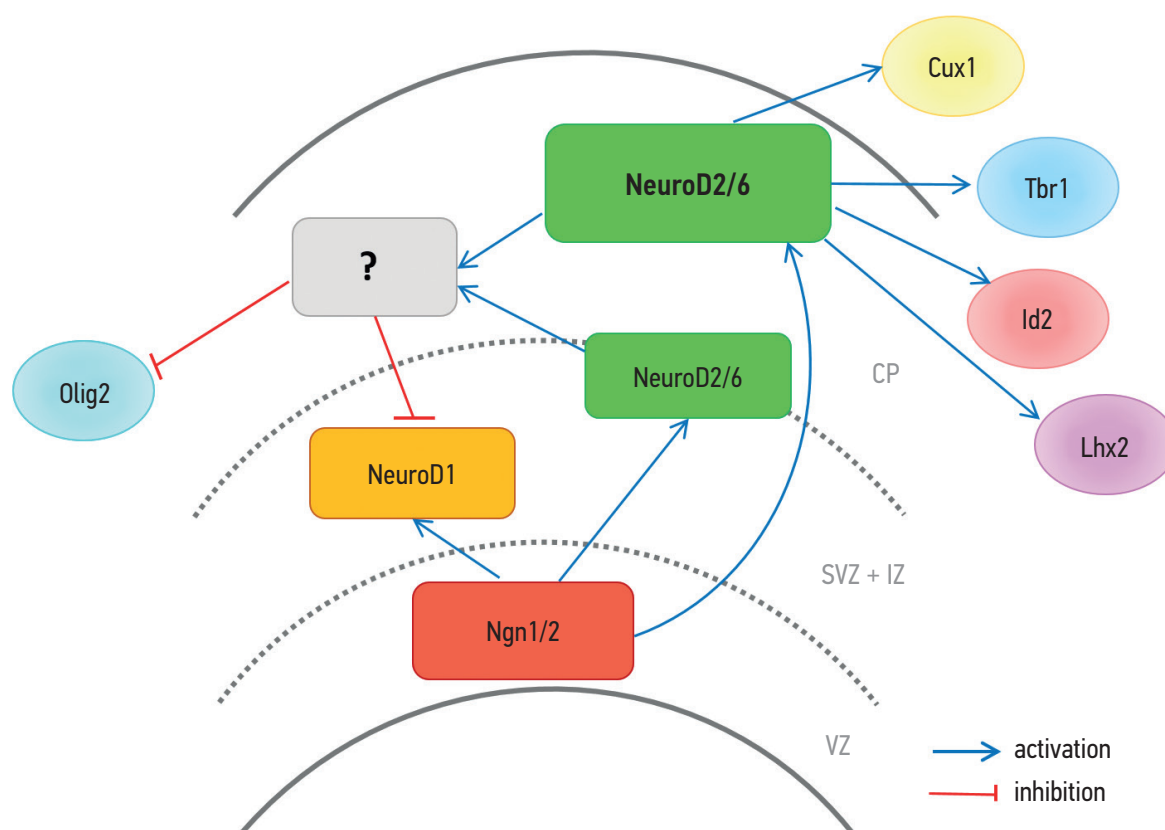 Cux1
NeuroD2/6
Tbr1
?
Id2
NeuroD2/6
CP
Olig2
Lhx2
NeuroD1
SVZ + IZ
Ngn1/2
VZ
activation
inhibition